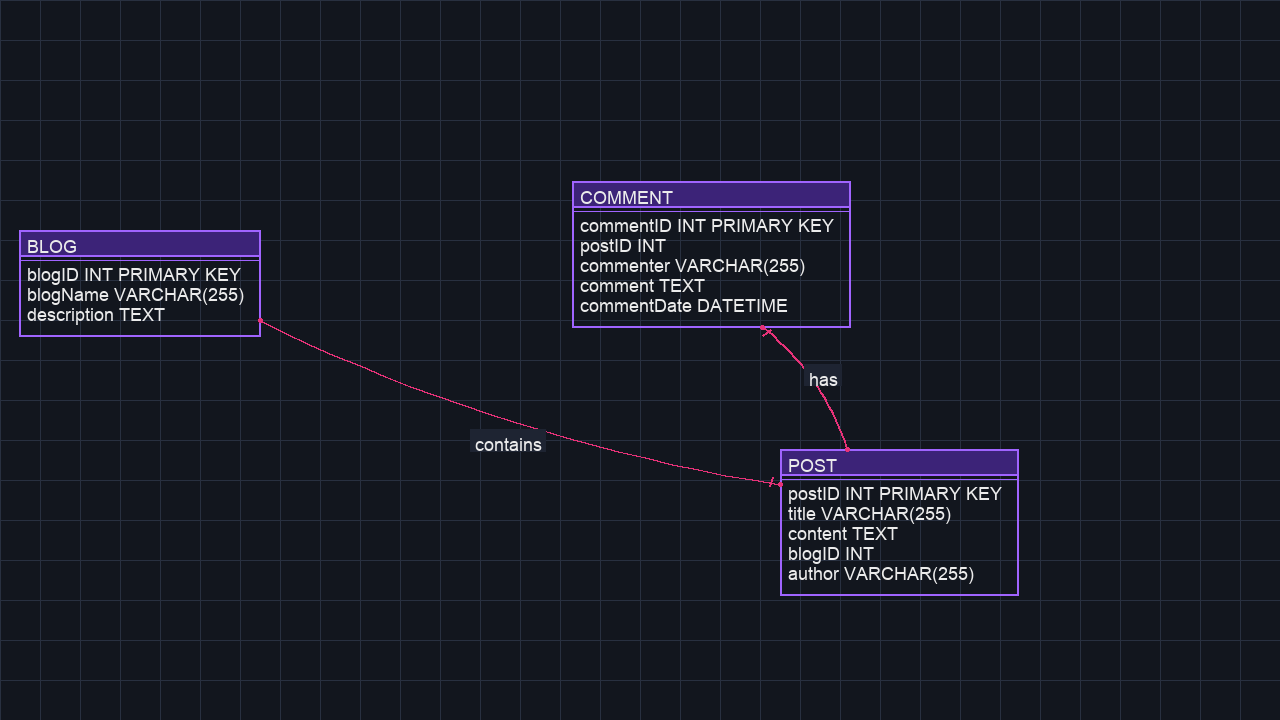 BLOG
blogID INT PRIMARY KEY
blogName VARCHAR(255)
description TEXT
COMMENT
commentID INT PRIMARY KEY
postID INT
commenter VARCHAR(255)
comment TEXT
commentDate DATETIME
has
contains
POST
postID INT PRIMARY KEY
title VARCHAR(255)
content TEXT
blogID INT
author VARCHAR(255)